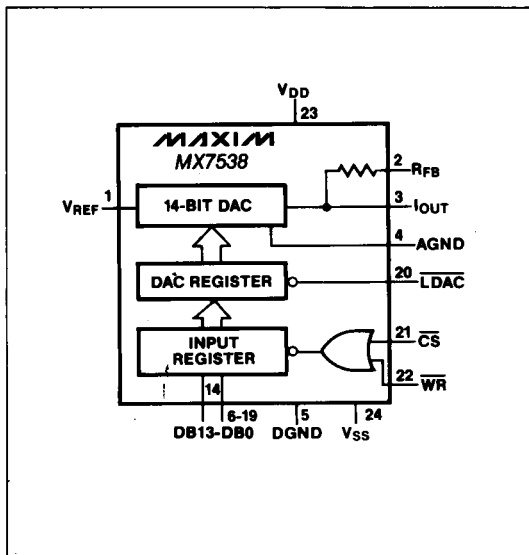 VDD
23
MAXIM
MX7538
2
RFB
1
VREF
14-BIT DAC
3
IOUT
4
AGND
DAC REGISTER
20
LDAC
INPUT
REGISTER
21
CS
22
WR
14
6-19
5
24
DB13-DB0
DGND
VSS